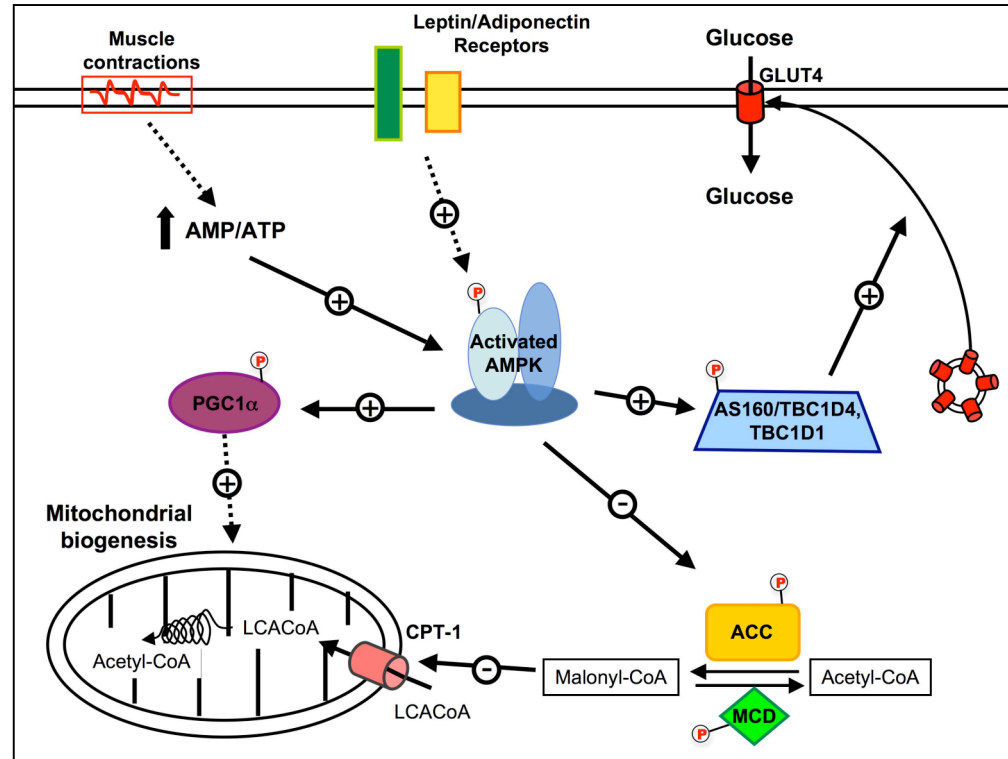 Muscle
contractions
Leptin/Adiponectin
Receptors
Glucose
GLUT4
Glucose
AMP/ATP
+
+
+
P
Activated
AMPK
P
PGC1α
+
+
P
AS160/TBC1D4,
TBC1D1
+
-
Mitochondrial
biogenesis
P
ACC
LCACoA
CPT-1
Acetyl-CoA
-
Malonyl-CoA
Acetyl-CoA
LCACoA
MCD
P